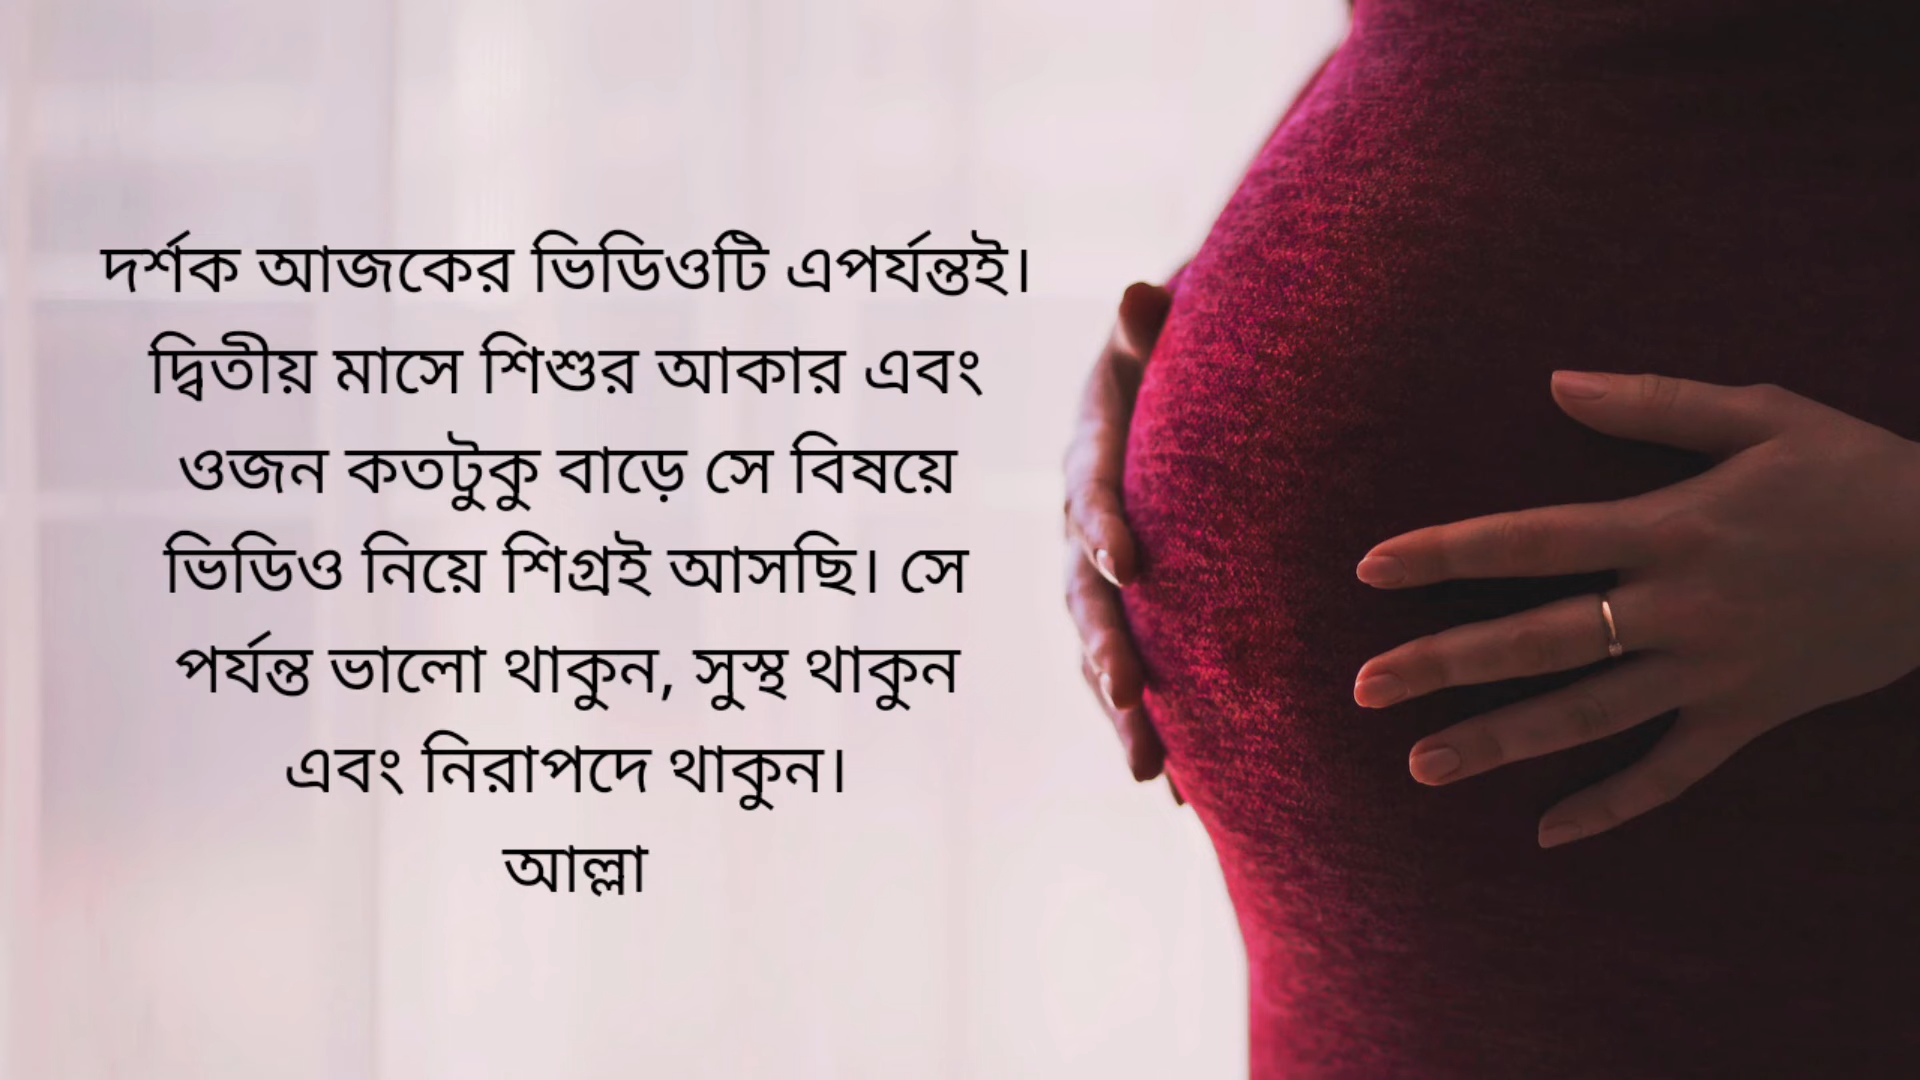 দর্শক আজকের ভিডিওটি এপর্যন্তই।
দ্বিতীয় মাসে শিশুর আকার এবং
ওজন কতটুকু বাড়ে সে বিষয়ে
ভিডিও নিয়ে শিগ্রই আসছি। সে
পর্যন্ত ভালো থাকুন, সুস্থ থাকুন
এবং নিরাপদে থাকুন।
আল্লা